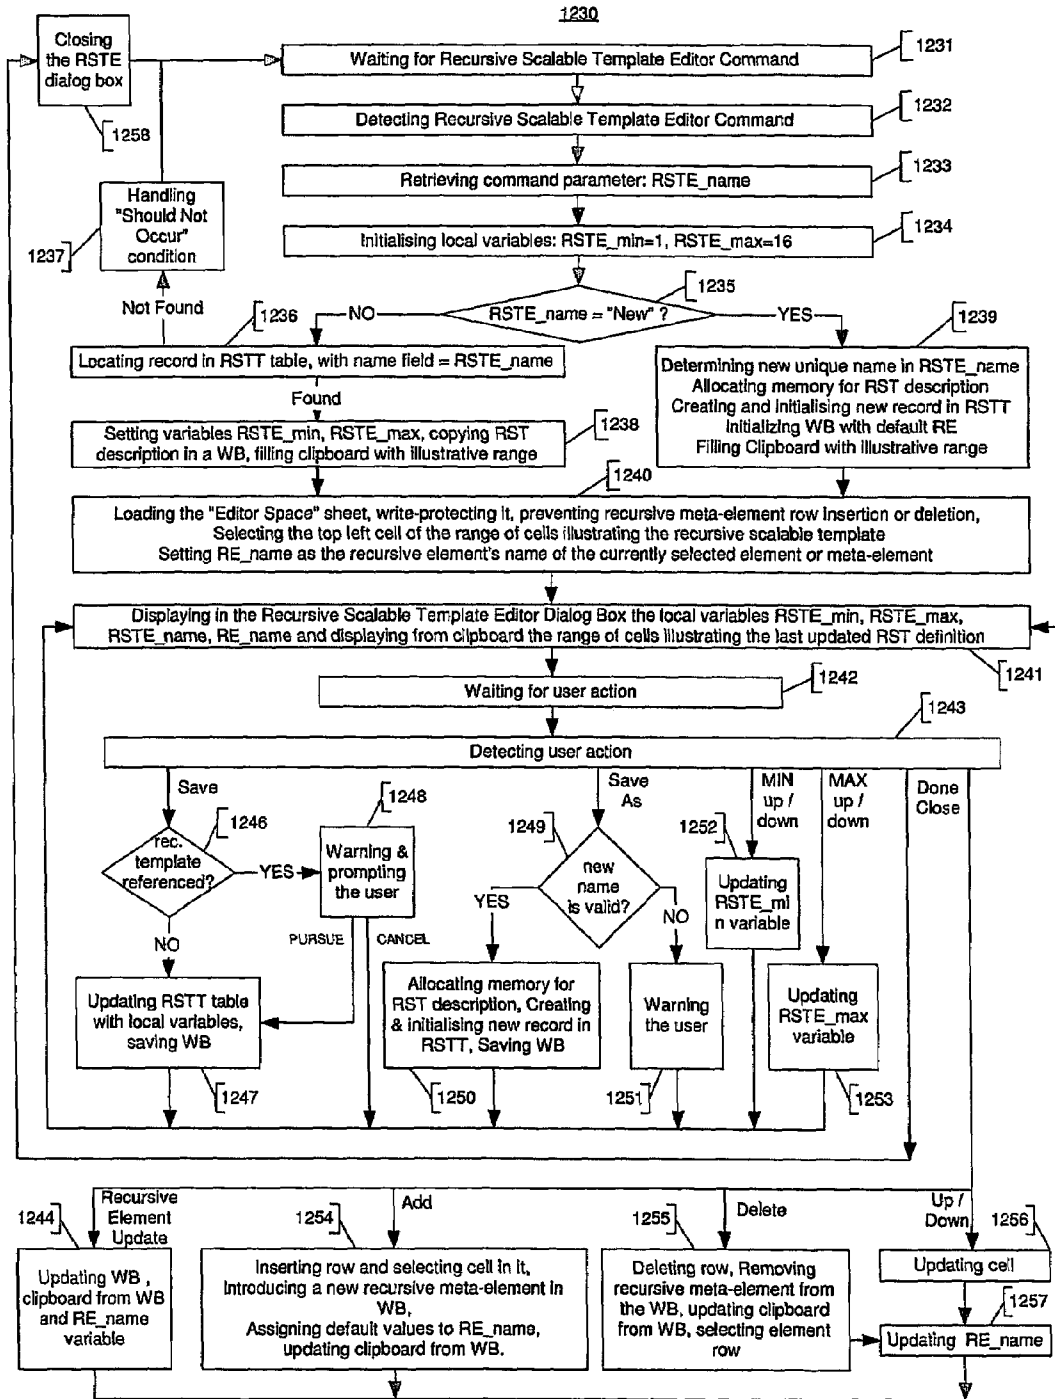 1230
Closing
the RSTE
dialog box
1258
Waiting for Recursive Scalable Template Editor Command
1231
Detecting Recursive Scalable Template Editor Command
1232
Retrieving command parameter: RSTE_name
1233
Initialising local variables: RSTE_min=1, RSTE_max=16
1234
Handling
"Should Not
Occur"
condition
1237
Not Found
1236
NO
RSTE_name = "New" ?
1235
YES
1239
Locating record in RSTT table, with name field = RSTE_name
Found
Determining new unique name in RSTE_name
Allocating memory for RST description
Creating and Initialising new record in RSTT
Initializing WB with default RE
Filling Clipboard with illustrative range
Setting variables RSTE_min, RSTE_max, copying RST
description in a WB, filling clipboard with illustrative range
1238
1240
Loading the "Editor Space" sheet, write-protecting it, preventing recursive meta-element row insertion or deletion,
Selecting the top left cell of the range of cells illustrating the recursive scalable template
Setting RE_name as the recursive element's name of the currently selected element or meta-element
Displaying in the Recursive Scalable Template Editor Dialog Box the local variables RSTE_min, RSTE_max,
RSTE_name, RE_name and displaying from clipboard the range of cells illustrating the last updated RST definition
1241
Waiting for user action
1242
1243
Detecting user action
Save
Save
As
MIN
up /
down
MAX
up /
down
Done
Close
1246
rec.
template
referenced?
YES
1248
Warning &
prompting
the user
1249
new
name
is valid?
YES
NO
1252
Updating
RSTE_mi
n variable
NO
PURSUE
CANCEL
Updating RSTT table
with local variables,
saving WB
1247
Allocating memory for
RST description, Creating
& initialising new record in
RSTT, Saving WB
1250
Warning
the user
1251
Updating
RSTE_max
variable
1253
1244
Recursive
Element
Update
1254
Add
1255
Delete
Up /
Down
1256
Updating WB ,
clipboard from WB
and RE_name
variable
Inserting row and selecting cell in it,
Introducing a new recursive meta-element in
WB,
Assigning default values to RE_name,
updating clipboard from WB.
Deleting row, Removing
recursive meta-element from
the WB, updating clipboard
from WB, selecting element
row
Updating cell
1257
Updating RE_name